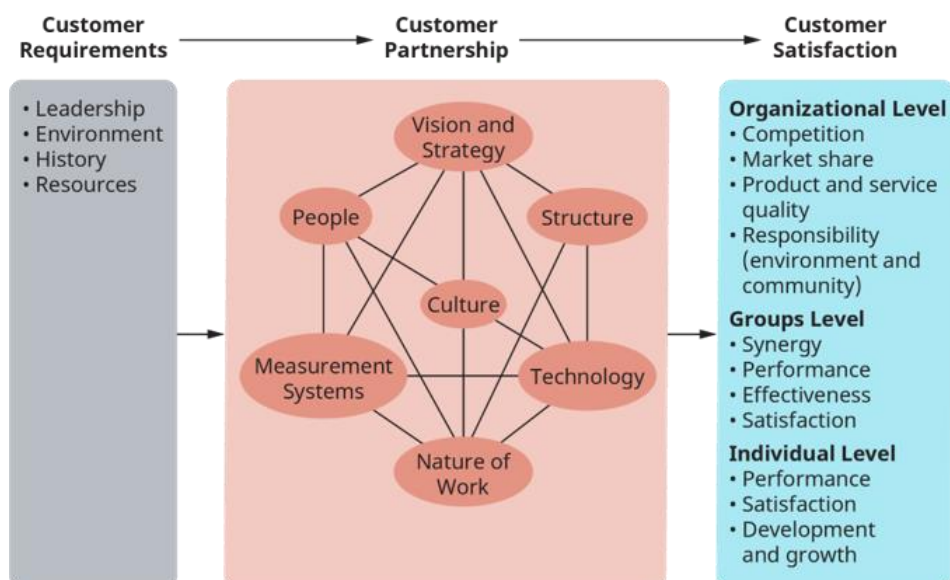 Customer
Requirements
Customer
Partnership
Customer
Satisfaction
• Leadership
• Environment
• History
• Resources
Vision and
Strategy
People
Structure
Culture
Measurement
Systems
Technology
Nature of
Work
Organizational Level
• Competition
• Market share
• Product and service
quality
• Responsibility
(environment and
community)
Groups Level
• Synergy
• Performance
• Effectiveness
• Satisfaction
Individual Level
• Performance
• Satisfaction
• Development
and growth